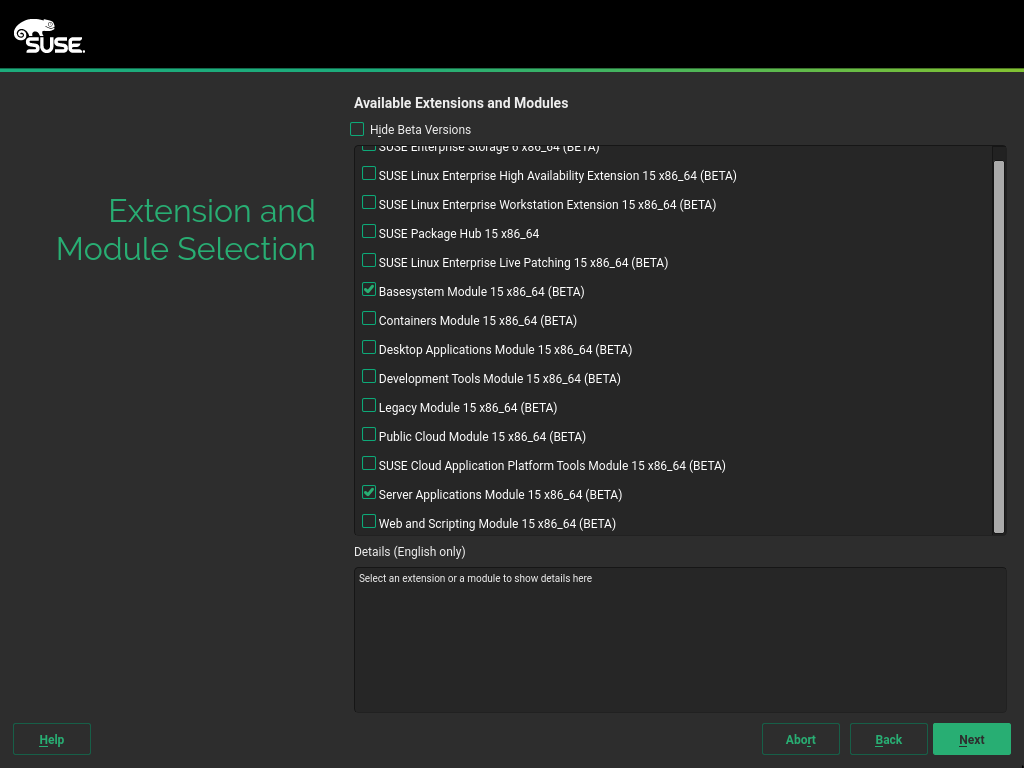 SUSE.
Available Extensions and Modules
Hide Beta Versions
Extension and
Module Selection
SUSE Enterprise Storage 6 x86_64 (BETA)
SUSE Linux Enterprise High Availability Extension 15 x86_64 (BETA)
SUSE Linux Enterprise Workstation Extension 15 x86_64 (BETA)
SUSE Package Hub 15 x86_64
SUSE Linux Enterprise Live Patching 15 x86_64 (BETA)
Basesystem Module 15 x86_64 (BETA)
Containers Module 15 x86_64 (BETA)
Desktop Applications Module 15 x86_64 (BETA)
Development Tools Module 15 x86_64 (BETA)
Legacy Module 15 x86_64 (BETA)
Public Cloud Module 15 x86_64 (BETA)
SUSE Cloud Application Platform Tools Module 15 x86_64 (BETA)
Server Applications Module 15 x86_64 (BETA)
Web and Scripting Module 15 x86_64 (BETA)
Details (English only)
Select an extension or a module to show details here
Help
Abort
Back
Next